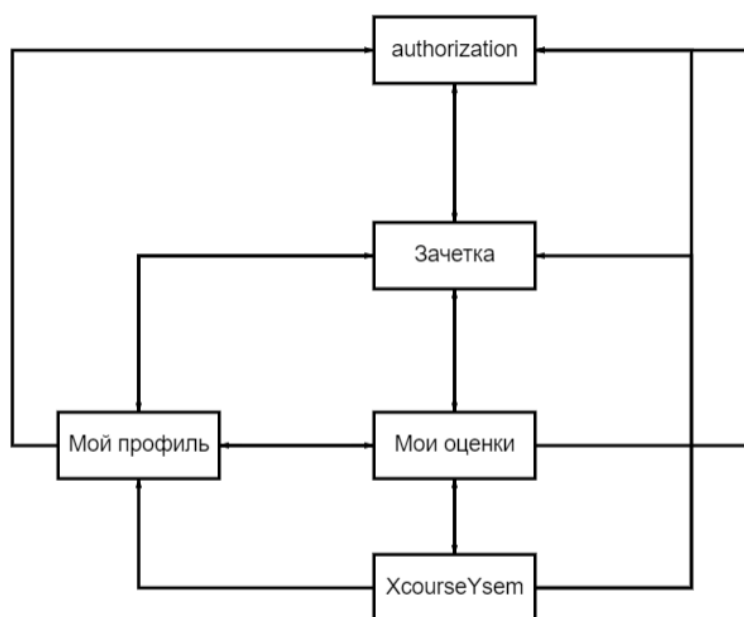 authorization
Зачетка
Мой профиль
Мои оценки
XcourseYsem